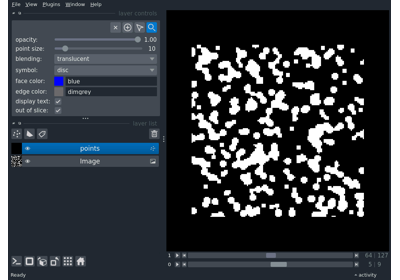 File View Plugins Window Help
layer controls
opacity: 1.00
point size: 10
blending: translucent
symbol: disc
face color: blue
edge color: dimgrey
display text:
out of slice:
layer list
points
Image
1 64 127
0 5 9
Ready activity